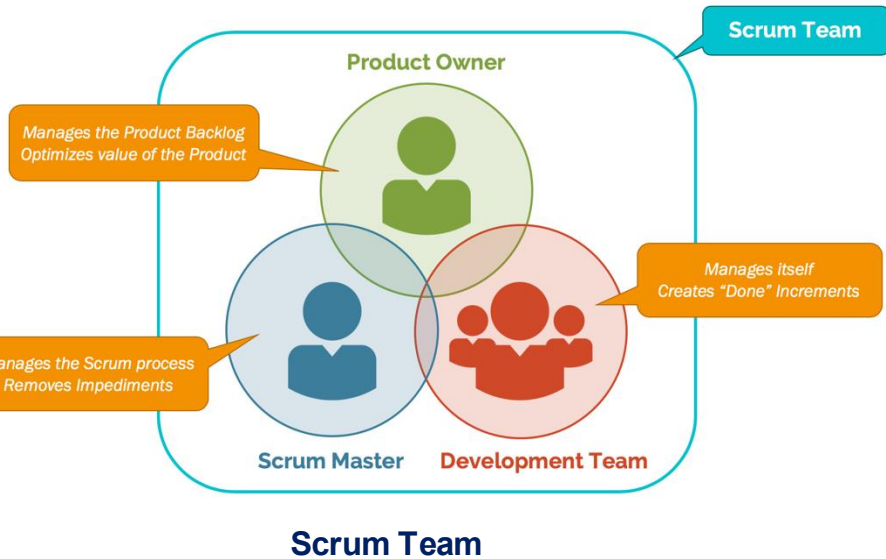 Scrum Team
Product Owner
Manages the Product Backlog
Optimizes value of the Product
Manages itself
Creates “Done” Increments
anages the Scrum process
Removes Impediments
Scrum Master
Development Team
Scrum Team